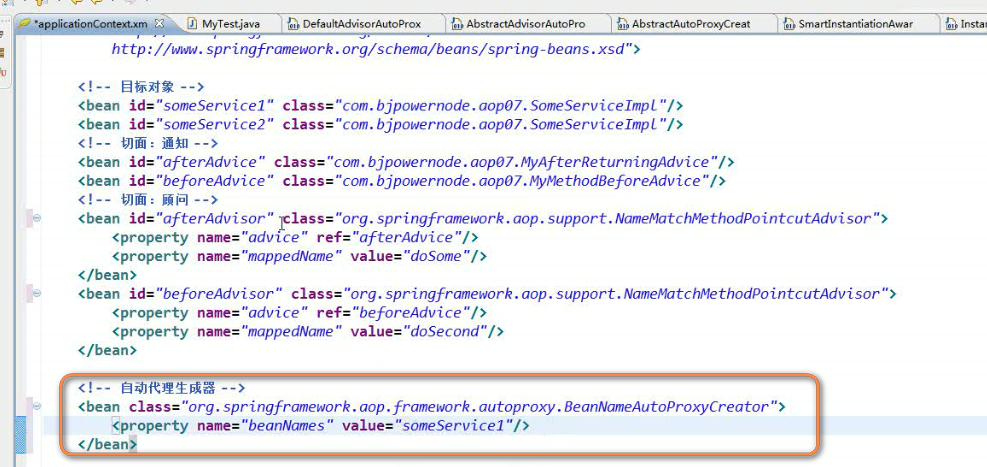 *applicationContext.xm MyTest.java DefaultAdvisorAutoProx AbstractAdvisorAutoPro AbstractAutoProxyCreat SmartInstantiationAwar Instan
http://www.springframework.org/schema/beans/spring-beans.xsd">
<!-- 目标对象 -->
<bean id="someService1" class="com.bjpowernode.aop07.SomeServiceImpl"/>
<bean id="someService2" class="com.bjpowernode.aop07.SomeServiceImpl"/>
<!-- 切面：通知 -->
<bean id="afterAdvice" class="com.bjpowernode.aop07.MyAfterReturningAdvice"/>
<bean id="beforeAdvice" class="com.bjpowernode.aop07.MyMethodBeforeAdvice"/>
<!-- 切面：顾问 -->
<bean id="afterAdvisor" class="org.springframework.aop.support.NameMatchMethodPointcutAdvisor">
<property name="advice" ref="afterAdvice"/>
<property name="mappedName" value="doSome"/>
</bean>
<bean id="beforeAdvisor" class="org.springframework.aop.support.NameMatchMethodPointcutAdvisor">
<property name="advice" ref="beforeAdvice"/>
<property name="mappedName" value="doSecond"/>
</bean>
<!-- 自动代理生成器 -->
<bean class="org.springframework.aop.framework.autoproxy.BeanNameAutoProxyCreator">
<property name="beanNames" value="someService1"/>
</bean>